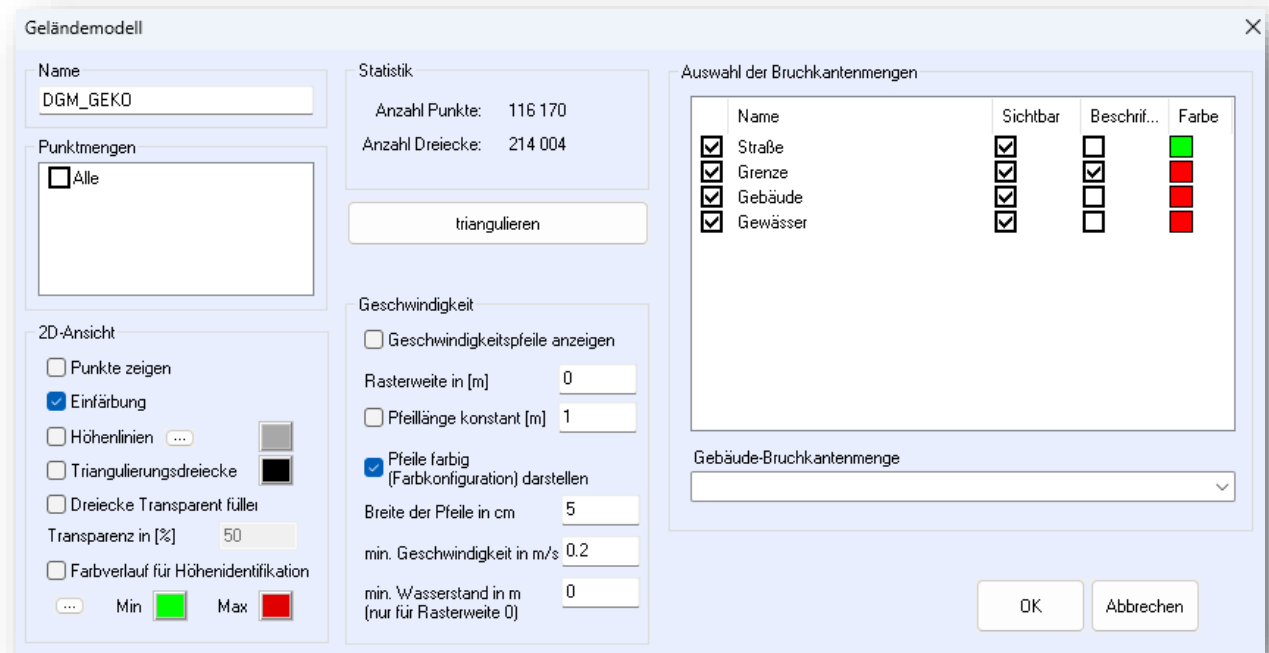 Geländemodell
Name
DGM_GEKO
Punktmengen
Alle
2D-Ansicht
Punkte zeigen
Einfärbung
Höhenlinien ...
Triangulierungsdreiecke
Dreiecke Transparent füller
Transparenz in [%] 50
Farbverlauf für Höhenidentifikation
... Min Max
Statistik
Anzahl Punkte: 116 170
Anzahl Dreiecke: 214 004
triangulieren
Geschwindigkeit
Geschwindigkeitspfeile anzeigen
Rasterweite in [m] 0
Pfeillänge konstant [m] 1
Pfeile farbig
(Farbkonfiguration) darstellen
Breite der Pfeile in cm 5
min. Geschwindigkeit in m/s 0.2
min. Wasserstand in m 0
(nur für Rasterweite 0)
Auswahl der Bruchkantenmengen
Name Sichtbar Beschrif... Farbe
Straße
Grenze
Gebäude
Gewässer
Gebäude-Bruchkantenmenge
OK Abbrechen